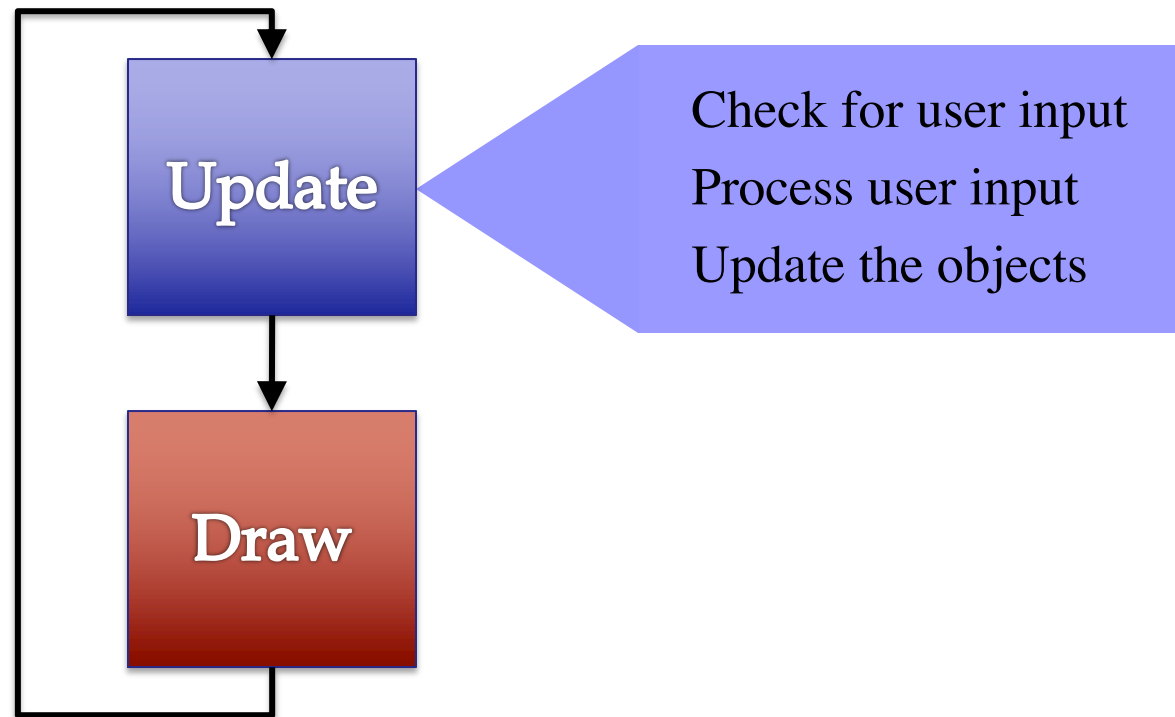 Update
Check for user input
Process user input
Update the objects
Draw